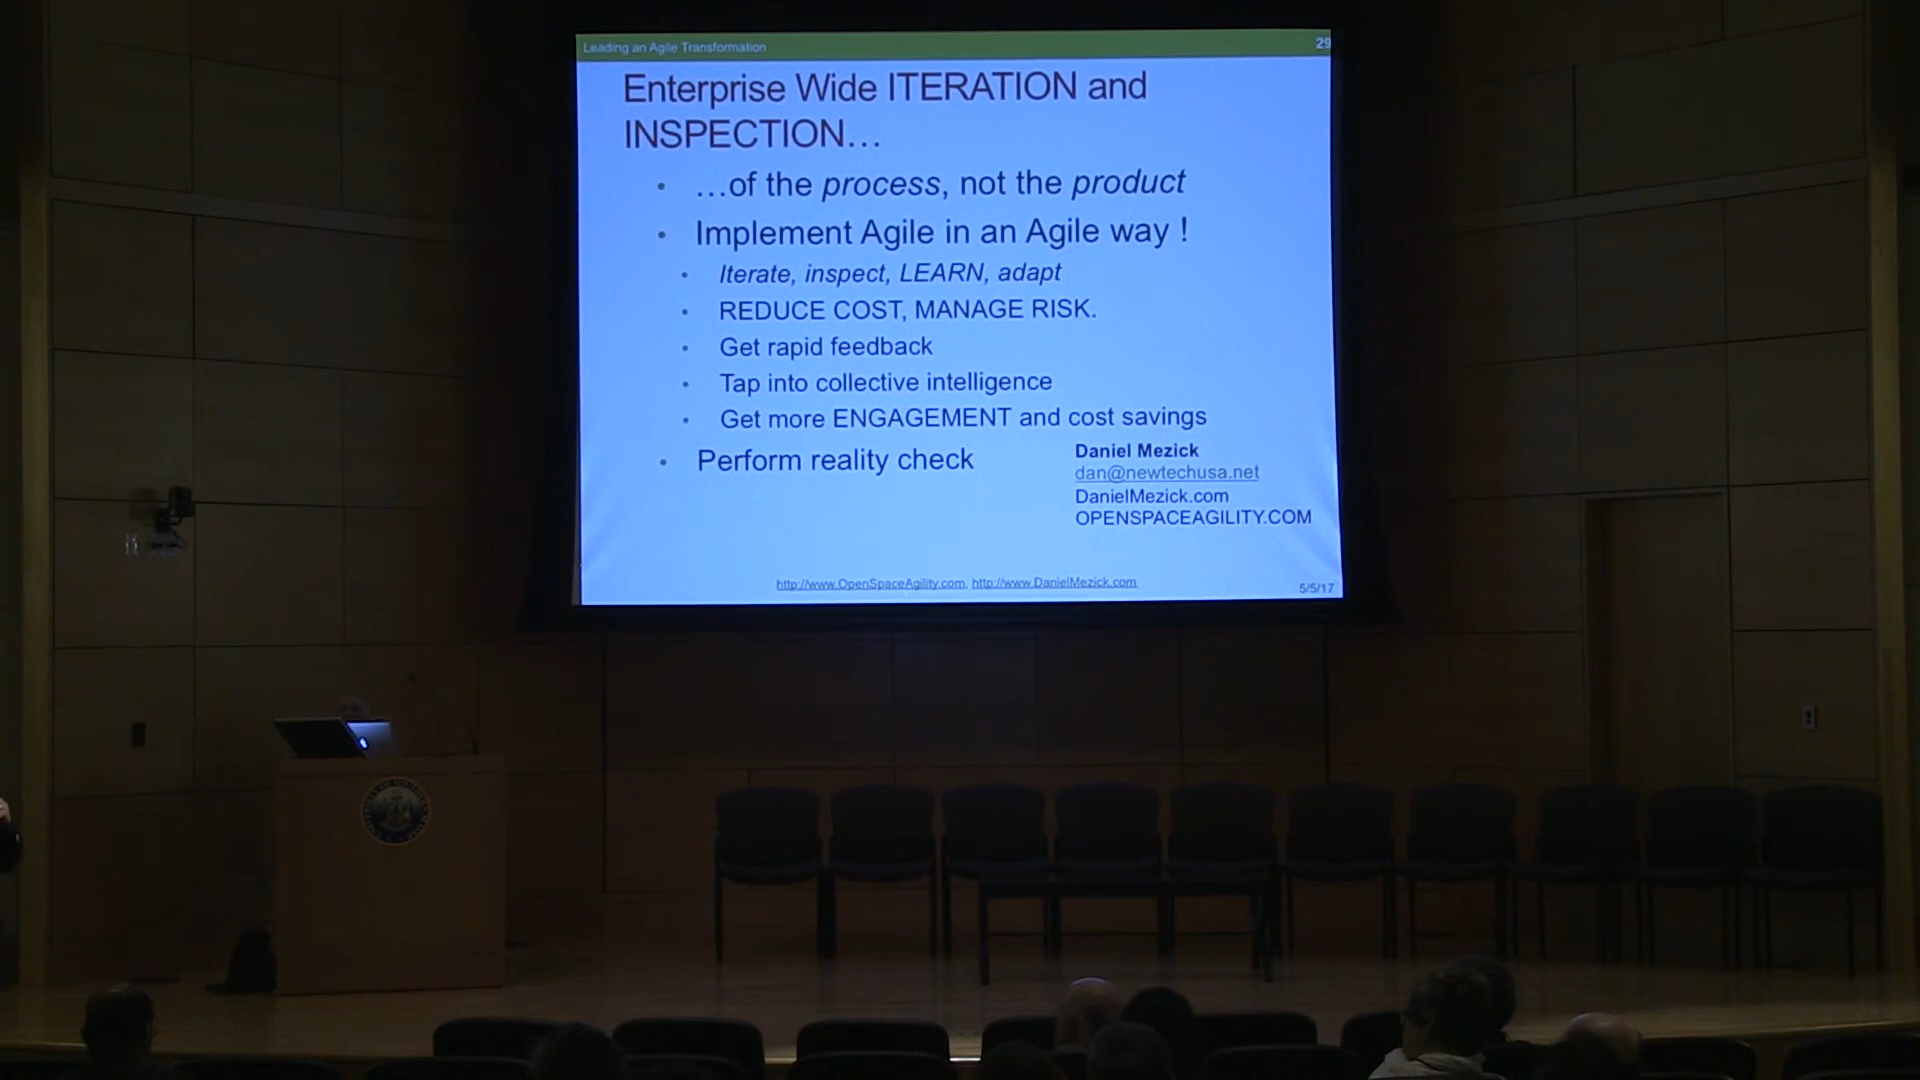 Leading an Agile Transformation
29
Enterprise Wide ITERATION and
INSPECTION…
• …of the process, not the product
• Implement Agile in an Agile way !
• Iterate, inspect, LEARN, adapt
• REDUCE COST, MANAGE RISK.
• Get rapid feedback
• Tap into collective intelligence
• Get more ENGAGEMENT and cost savings
• Perform reality check
Daniel Mezick
dan@newtechusa.net
DanielMezick.com
OPENSPACEAGILITY.COM
http://www.OpenSpaceAgility.com, http://www.DanielMezick.com
5/5/17